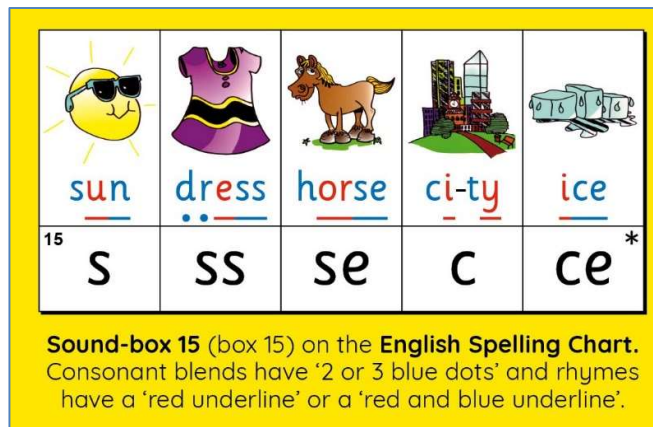 sun dress horse ci-ty ice
15 s ss se c ce *
Sound-box 15 (box 15) on the English Spelling Chart.
Consonant blends have ‘2 or 3 blue dots’ and rhymes
have a ‘red underline’ or a ‘red and blue underline’.